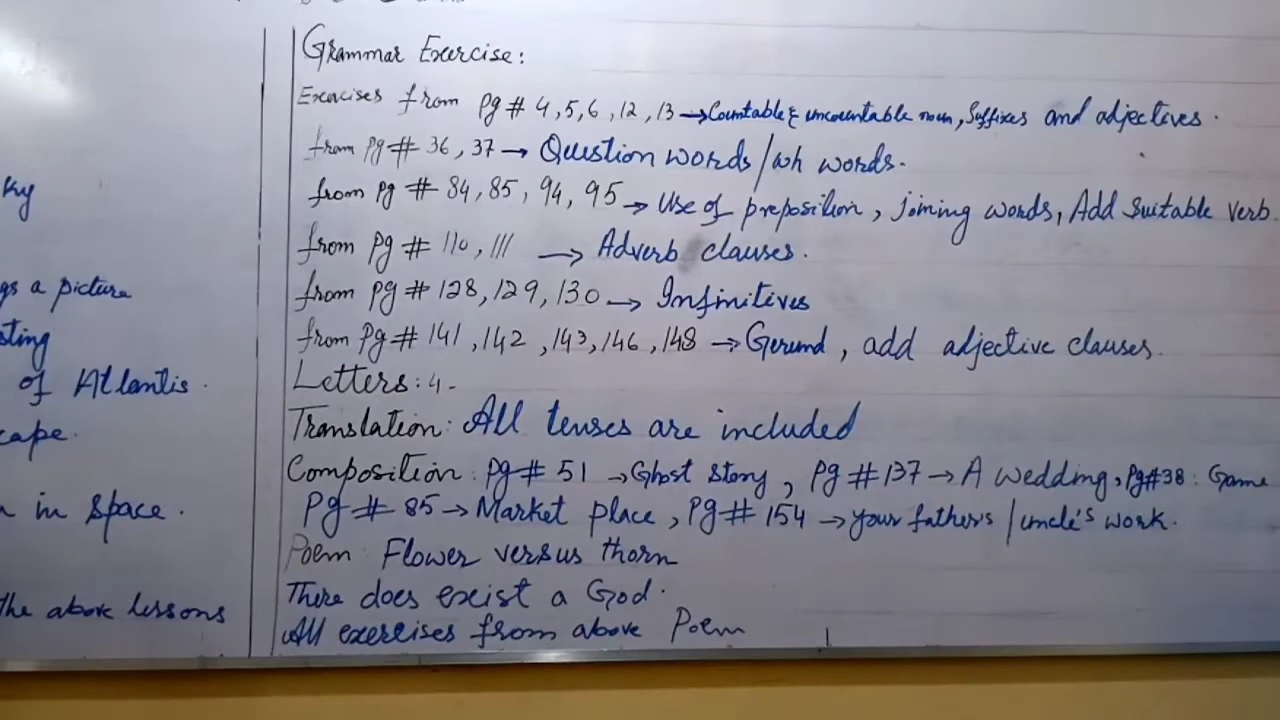 ky
gs a picture
sting
of Atlantis.
cape.
n in space.
the above lessons
Grammar Exercise:
Exercises from Pg # 4,5,6,12,13 → Countable & uncountable noun, Suffixes and adjectives.
from Pg # 36, 37 → Question words/wh words.
from Pg # 84, 85, 94, 95 → Use of preposition, joining words, Add suitable verb
from Pg # 110, 111 → Adverb clauses.
from Pg # 128, 129, 130 → Infinitives
from Pg # 141, 142, 143, 146, 148 → Gerund, add adjective clauses.
Letters: 4-
Translation: All tenses are included
Composition: Pg # 51 → Ghost Story, Pg # 137 → A wedding, Pg#38: Game
Pg # 85 → Market place, Pg # 154 → your father's/uncle's work.
Poem: Flower versus thorn
There does exist a God.
All exercises from above Poem